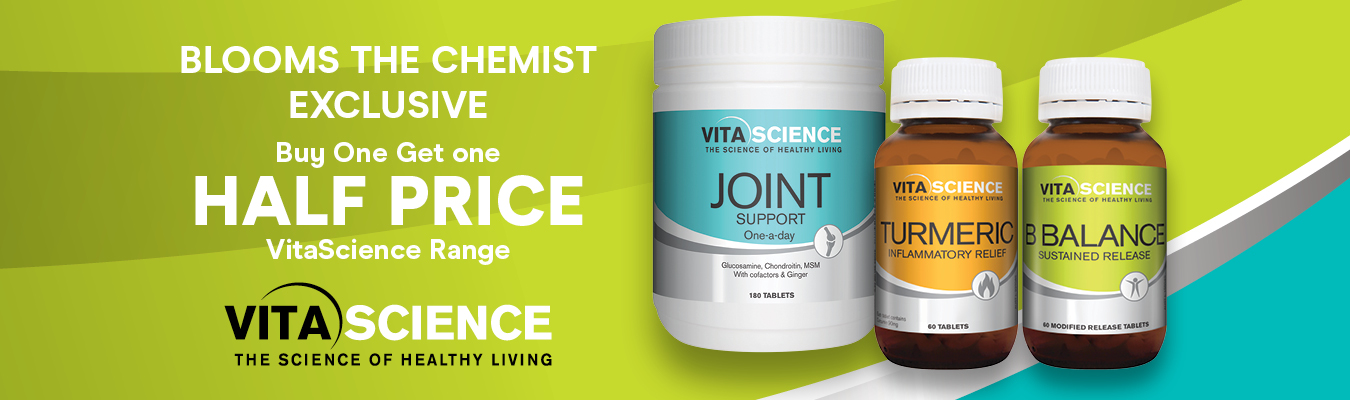 BLOOMS THE CHEMIST
EXCLUSIVE
Buy One Get one
HALF PRICE
VitaScience Range
VITA SCIENCE
THE SCIENCE OF HEALTHY LIVING
VITA SCIENCE
THE SCIENCE OF HEALTHY LIVING
JOINT
SUPPORT
One-a-day
Glucosamine, Chondroitin, MSM
With cofactors & Ginger
180 TABLETS
VITA SCIENCE
THE SCIENCE OF HEALTHY LIVING
TURMERIC
INFLAMMATORY RELIEF
60 TABLETS
VITA SCIENCE
THE SCIENCE OF HEALTHY LIVING
B BALANCE
SUSTAINED RELEASE
60 MODIFIED RELEASE TABLETS